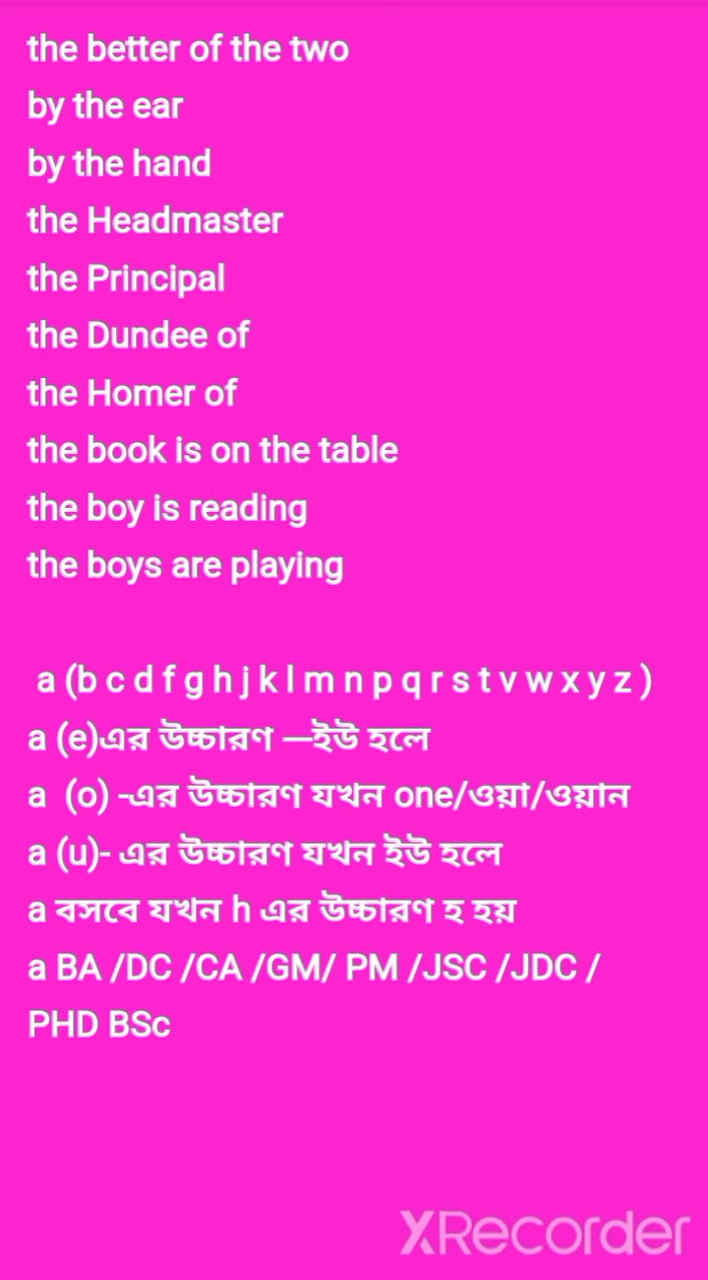 the better of the two
by the ear
by the hand
the Headmaster
the Principal
the Dundee of
the Homer of
the book is on the table
the boy is reading
the boys are playing
a (b c d f g h j k l m n p q r s t v w x y z )
a (e)এর উচ্চারণ —ইউ হলে
a (o) -এর উচ্চারণ যখন one/ওয়া/ওয়ান
a (u)- এর উচ্চারণ যখন ইউ হলে
a বসবে যখন h এর উচ্চারণ হ হয়
a BA /DC /CA /GM/ PM /JSC /JDC /
PHD BSc
XRecorder